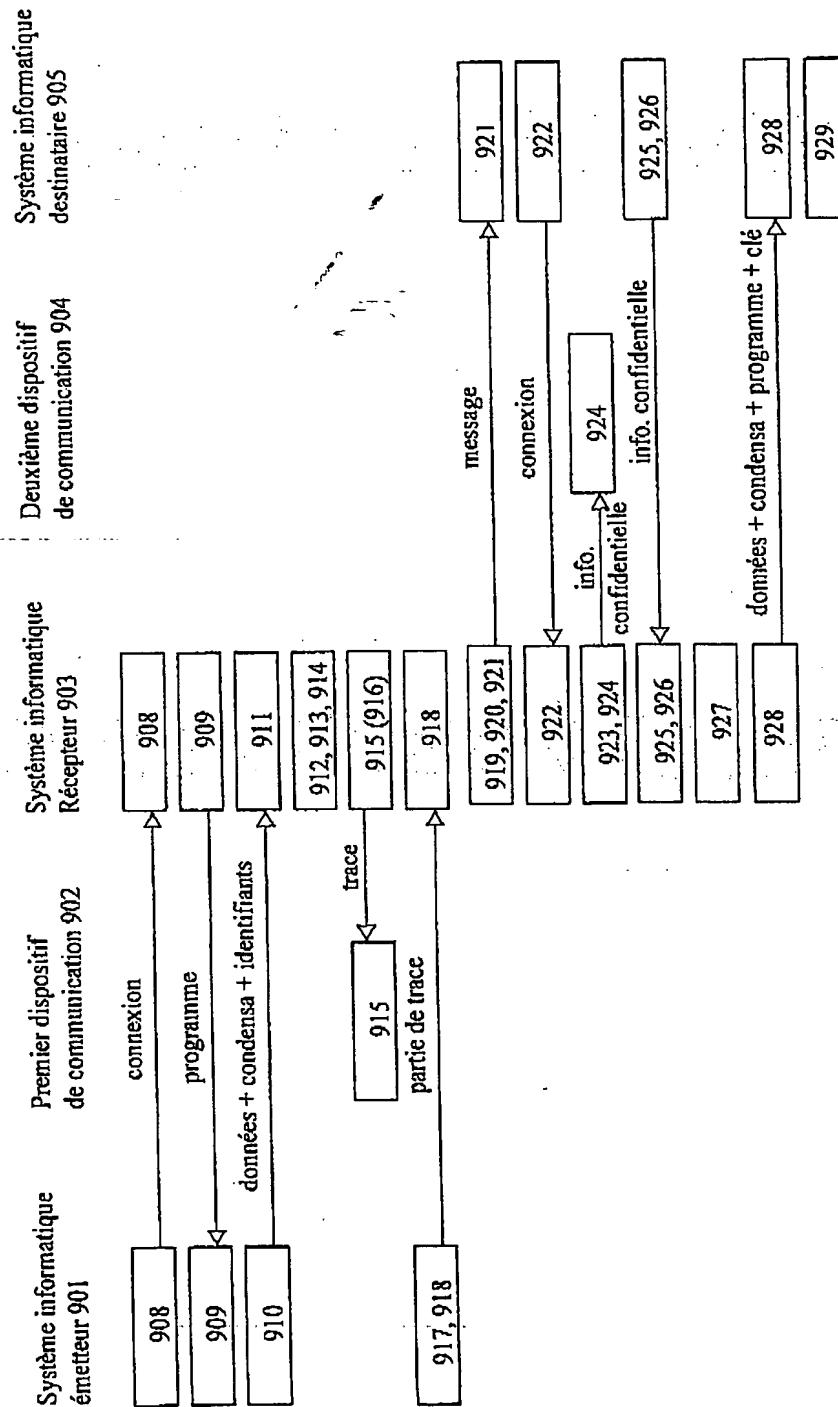 Système informatique
émetteur 901
Premier dispositif
de communication 902
Système informatique
Récepteur 903
Deuxième dispositif
de communication 904
Système informatique
destinataire 905
908
connexion
908
909
programme
909
910
données + condensa + identifiants
911
912, 913, 914
915
trace
915 (916)
917, 918
partie de trace
918
919, 920, 921
message
921
922
connexion
922
923, 924
info.
confidentielle
924
925, 926
info. confidentielle
925, 926
927
928
données + condensa + programme + clé
928
929